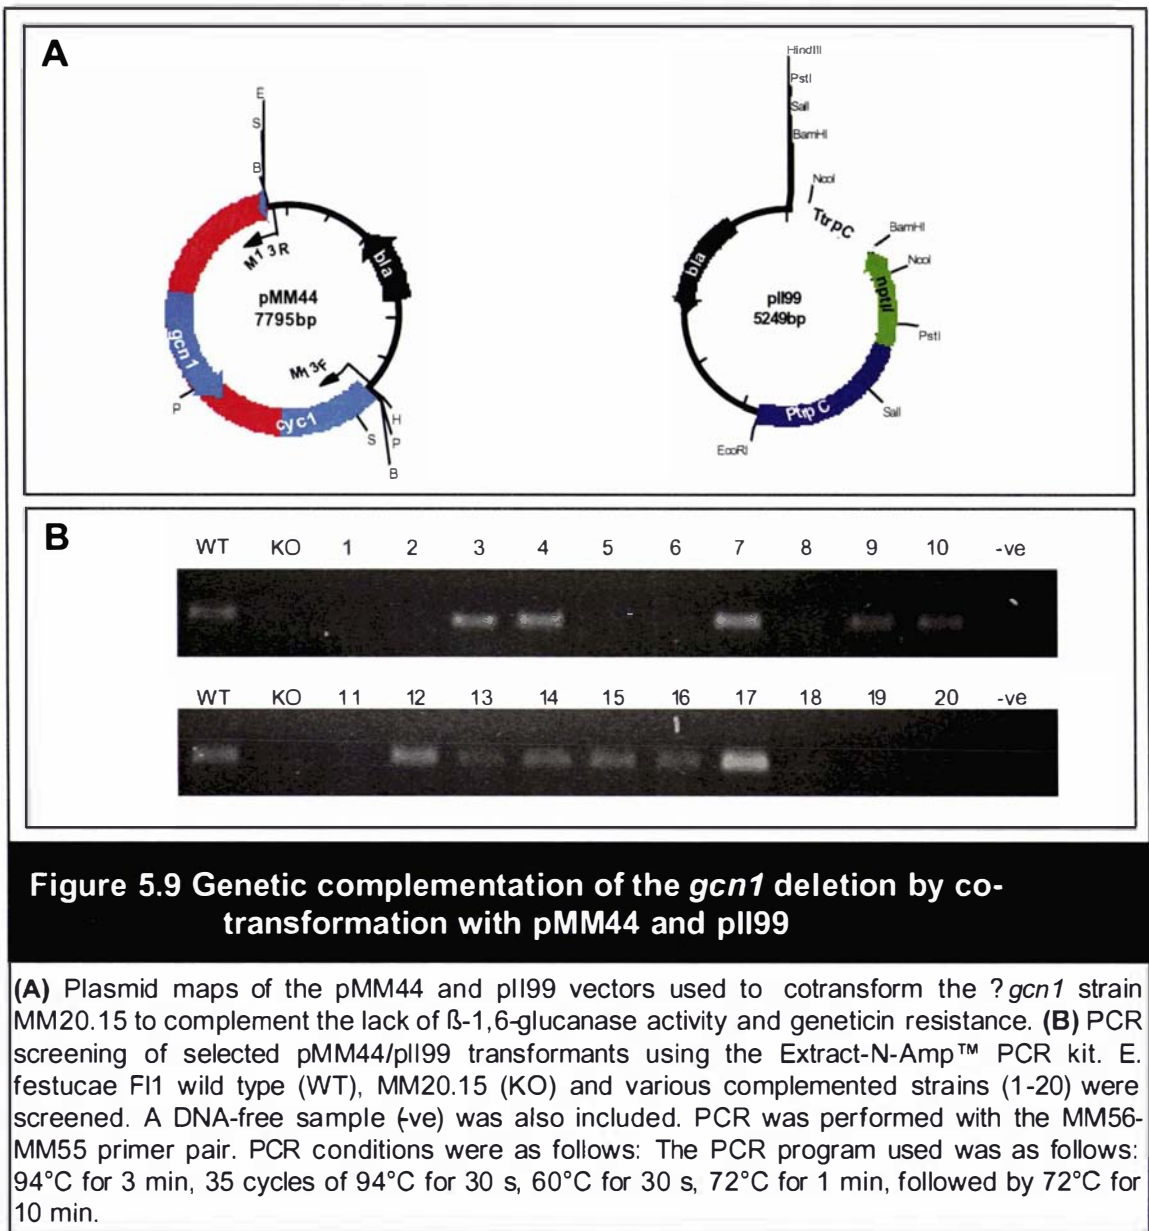 A
E
S
B
M13R
bla
pMM44
7795bp
gcn1
M13F
P
cyc1
S
H
P
B
HindIII
PstI
SalI
BamHI
NcoI
TtrpC
BamHI
NcoI
bla
nptII
pII99
5249bp
PstI
PtrpC
SalI
EcoRI
B
WT KO 1 2 3 4 5 6 7 8 9 10 -ve
WT KO 11 12 13 14 15 16 17 18 19 20 -ve
Figure 5.9 Genetic complementation of the gcn1 deletion by co-
transformation with pMM44 and pII99
(A) Plasmid maps of the pMM44 and pII99 vectors used to cotransform the ?gcn1 strain
MM20.15 to complement the lack of ß-1,6-glucanase activity and geneticin resistance. (B) PCR
screening of selected pMM44/pII99 transformants using the Extract-N-Amp™ PCR kit. E.
festucae Fl1 wild type (WT), MM20.15 (KO) and various complemented strains (1-20) were
screened. A DNA-free sample (-ve) was also included. PCR was performed with the MM56-
MM55 primer pair. PCR conditions were as follows: The PCR program used was as follows:
94°C for 3 min, 35 cycles of 94°C for 30 s, 60°C for 30 s, 72°C for 1 min, followed by 72°C for
10 min.